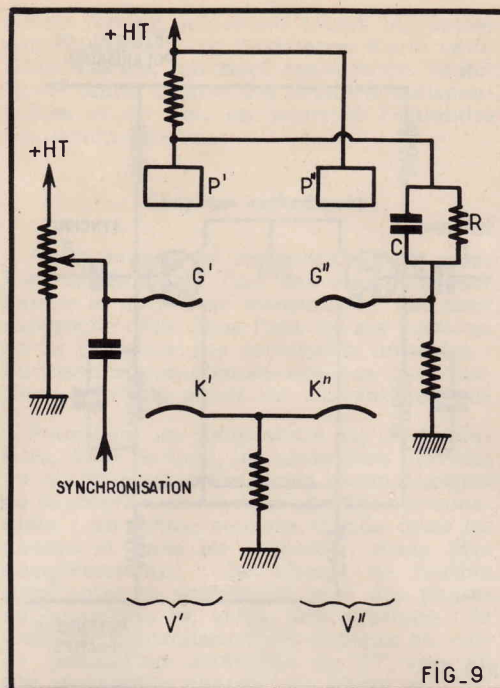 + HT
+HT
P'
P"
C
R
G'
G"
K'
K"
SYNCHRONISATION
V'
V"
FIG_9